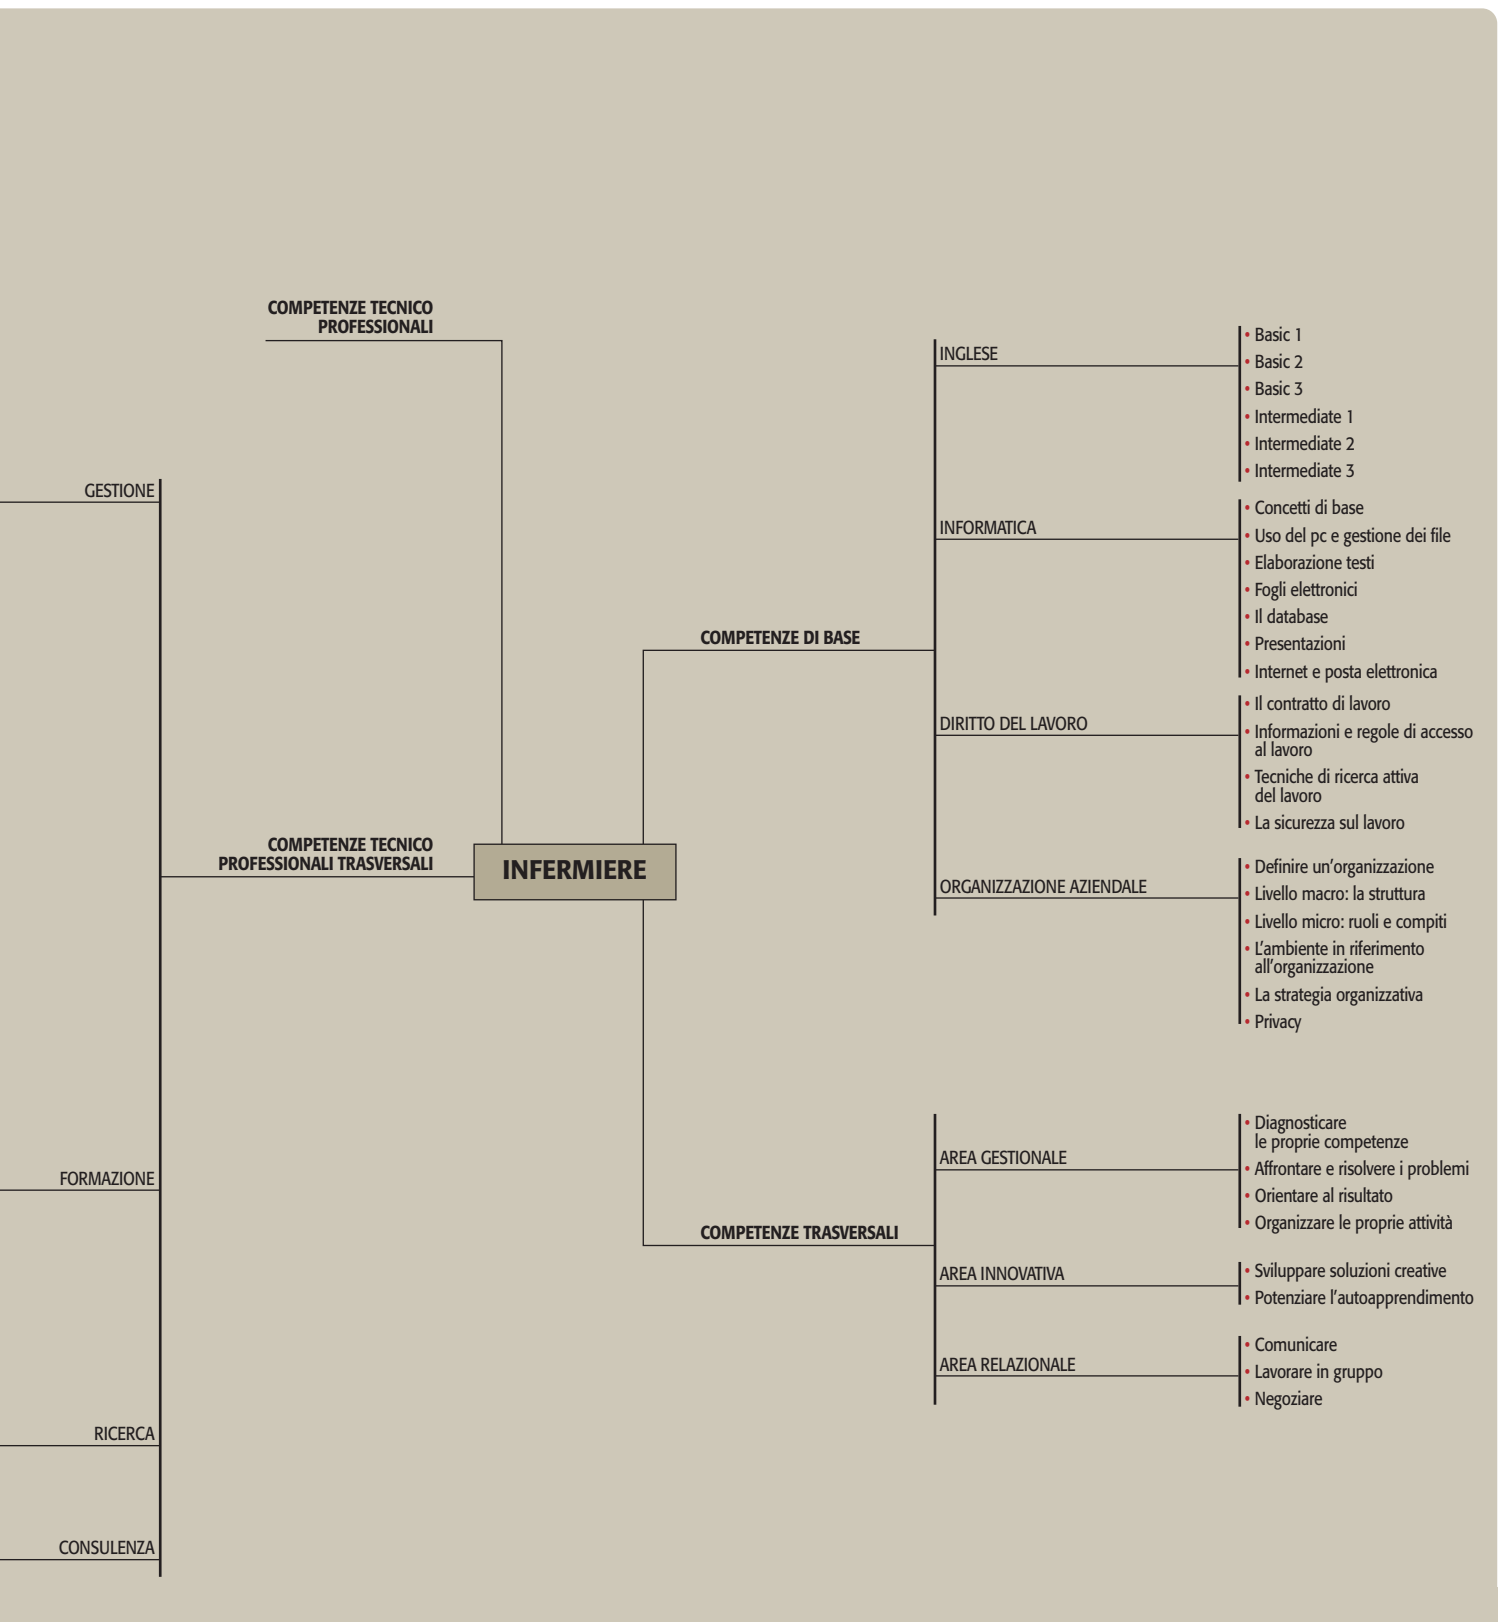 COMPETENZE TECNICO
PROFESSIONALI
GESTIONE
COMPETENZE TECNICO
PROFESSIONALI TRASVERSALI
FORMAZIONE
RICERCA
CONSULENZA
INFERMIERE
COMPETENZE DI BASE
INGLESE
• Basic 1
• Basic 2
• Basic 3
• Intermediate 1
• Intermediate 2
• Intermediate 3
INFORMATICA
• Concetti di base
• Uso del pc e gestione dei file
• Elaborazione testi
• Fogli elettronici
• Il database
• Presentazioni
• Internet e posta elettronica
DIRITTO DEL LAVORO
• Il contratto di lavoro
• Informazioni e regole di accesso
al lavoro
• Tecniche di ricerca attiva
del lavoro
• La sicurezza sul lavoro
ORGANIZZAZIONE AZIENDALE
• Definire un'organizzazione
• Livello macro: la struttura
• Livello micro: ruoli e compiti
• L'ambiente in riferimento
all'organizzazione
• La strategia organizzativa
• Privacy
COMPETENZE TRASVERSALI
AREA GESTIONALE
• Diagnosticare
le proprie competenze
• Affrontare e risolvere i problemi
• Orientare al risultato
• Organizzare le proprie attività
AREA INNOVATIVA
• Sviluppare soluzioni creative
• Potenziare l'autoapprendimento
AREA RELAZIONALE
• Comunicare
• Lavorare in gruppo
• Negoziare